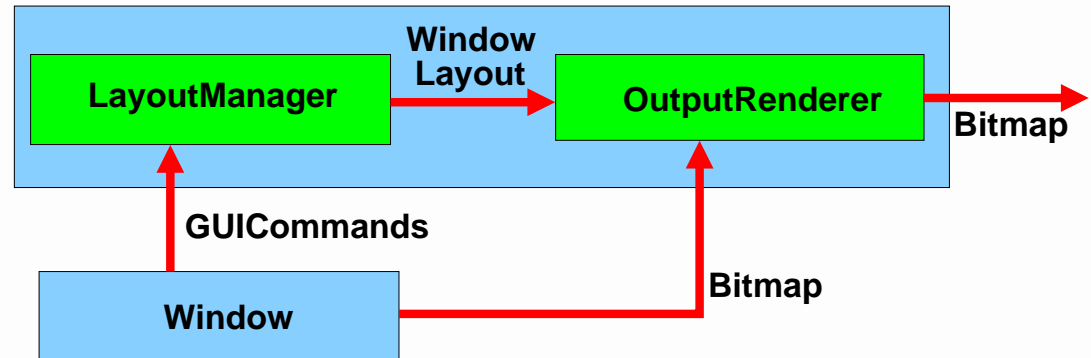 Window
Layout
LayoutManager
OutputRenderer
Bitmap
GUICommands
Bitmap
Window